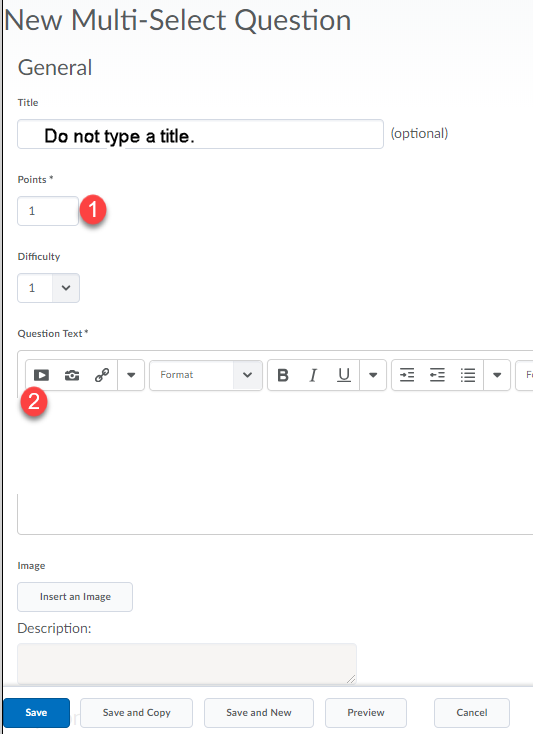 New Multi-Select Question
General
Title
Do not type a title. (optional)
Points *
1 1
Difficulty
1
Question Text *
Format B I U
2
Image
Insert an Image
Description:
Save Save and Copy Save and New Preview Cancel